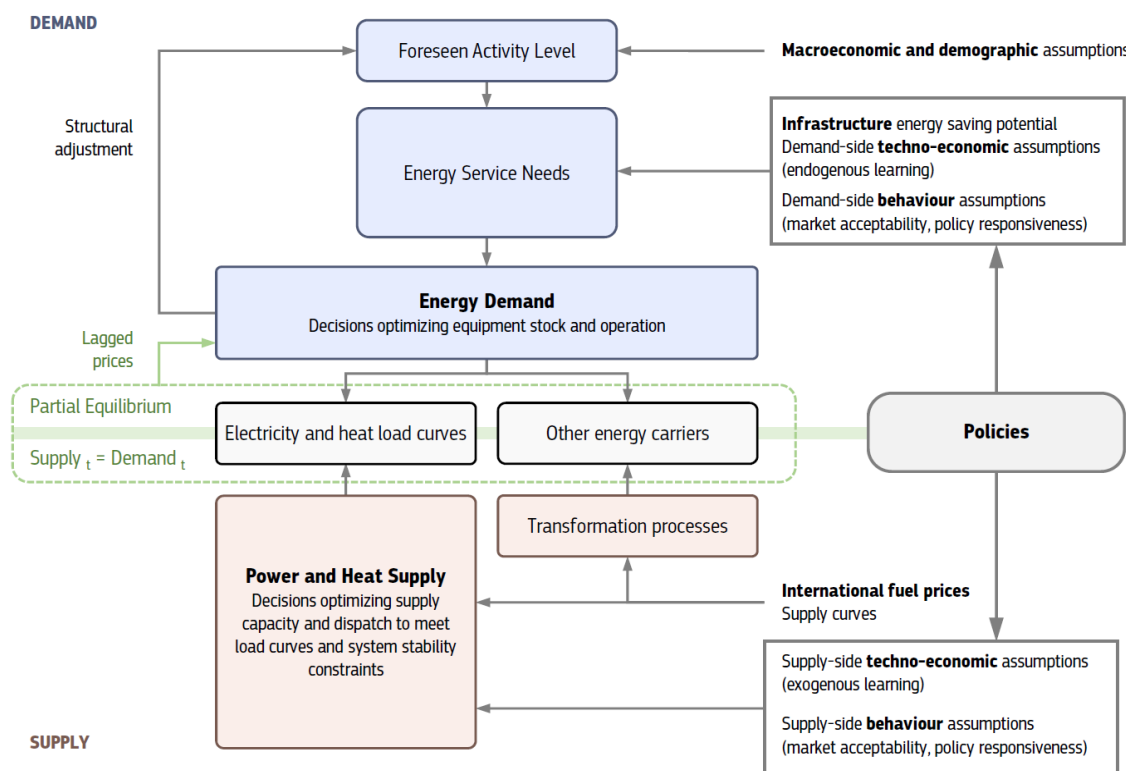 DEMAND
Foreseen Activity Level
Macroeconomic and demographic assumptions
Structural
adjustment
Energy Service Needs
Infrastructure energy saving potential
Demand-side techno-economic assumptions
(endogenous learning)
Demand-side behaviour assumptions
(market acceptability, policy responsiveness)
Energy Demand
Decisions optimizing equipment stock and operation
Lagged
prices
Partial Equilibrium
Supply t = Demand t
Electricity and heat load curves
Other energy carriers
Policies
Transformation processes
Power and Heat Supply
Decisions optimizing supply
capacity and dispatch to meet
load curves and system stability
constraints
International fuel prices
Supply curves
Supply-side techno-economic assumptions
(exogenous learning)
Supply-side behaviour assumptions
(market acceptability, policy responsiveness)
SUPPLY